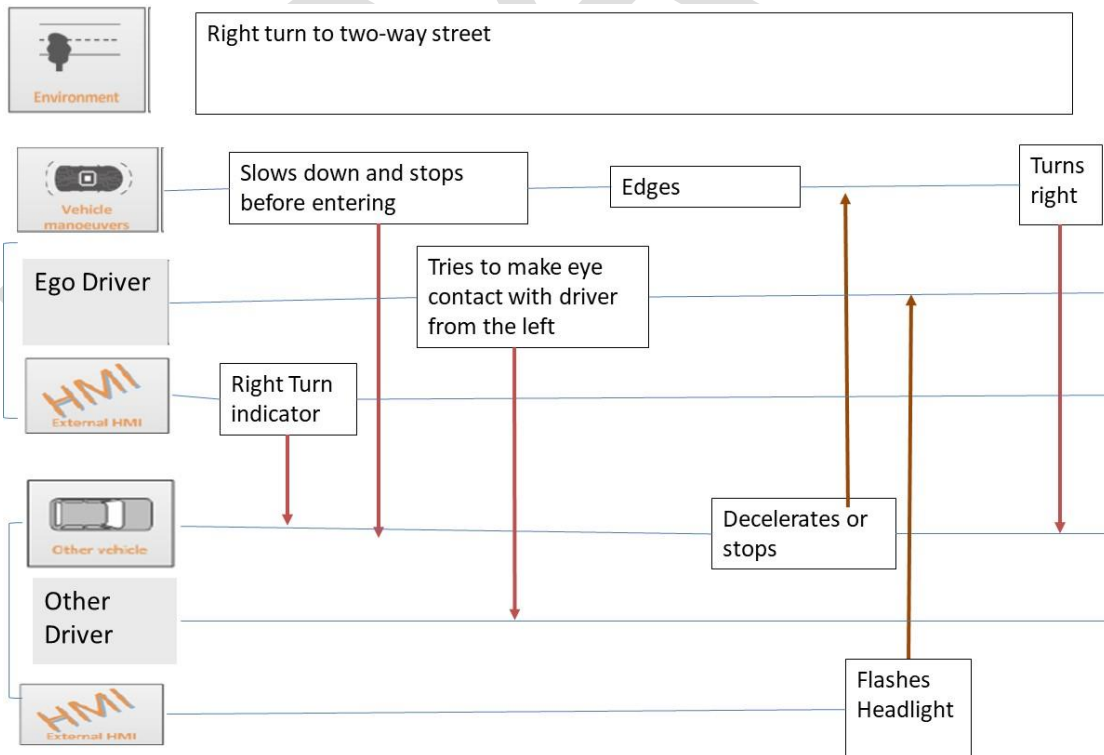 Right turn to two-way street
Environment
Slows down and stops
before entering
Edges
Turns
right
Vehicle
manoeuvers
Ego Driver
Tries to make eye
contact with driver
from the left
HMI
External HMI
Right Turn
indicator
Other vehicle
Decelerates or
stops
Other
Driver
HMI
External HMI
Flashes
Headlight